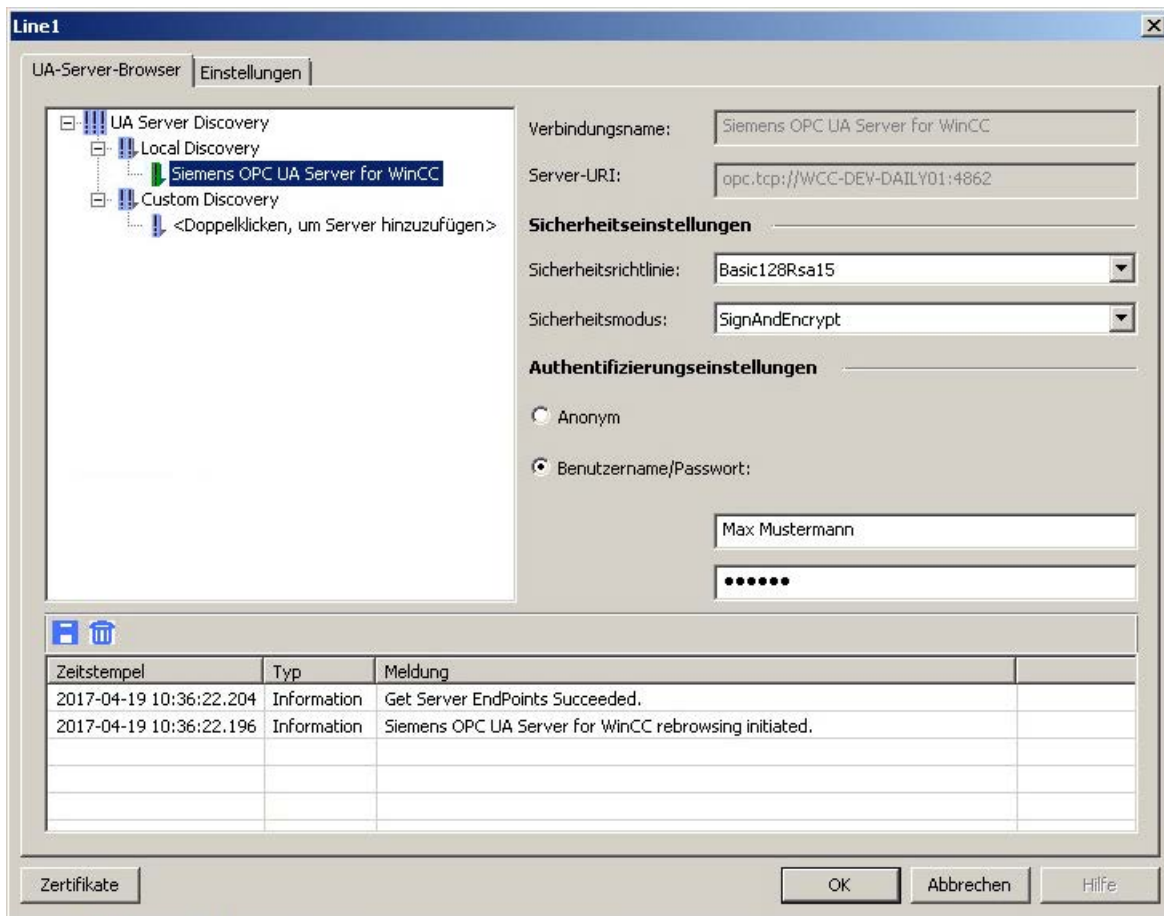 Line1
UA-Server-Browser
Einstellungen
UA Server Discovery
Local Discovery
Siemens OPC UA Server for WinCC
Custom Discovery
<Doppelklicken, um Server hinzuzufügen>
Verbindungsname:
Siemens OPC UA Server for WinCC
Server-URI:
opc.tcp://WCC-DEV-DAILY01:4862
Sicherheitseinstellungen
Sicherheitsrichtlinie:
Basic128Rsa15
Sicherheitsmodus:
SignAndEncrypt
Authentifizierungseinstellungen
Anonym
Benutzername/Passwort:
Max Mustermann
●●●●●●
Zeitstempel Typ Meldung
2017-04-19 10:36:22.204 Information Get Server EndPoints Succeeded.
2017-04-19 10:36:22.196 Information Siemens OPC UA Server for WinCC rebrowsing initiated.
Zertifikate
OK
Abbrechen
Hilfe